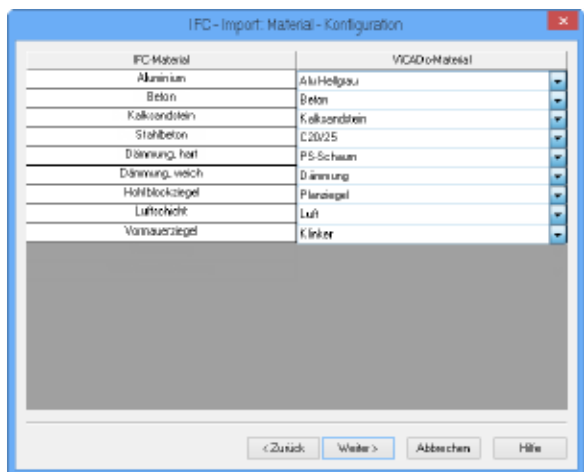 IFC-Import: Material - Konfiguration
IFC-Material ViCADo-Material
Aluminium Alu Hellgrau
Beton Beton
Kalksandstein Kalksandstein
Stahlbeton C20/25
Dämmung, hart PS-Schaum
Dämmung, weich Dämmung
Hohlblockziegel Planziegel
Luftschicht Luft
Vormauerziegel Klinker
< Zurück Weiter > Abbrechen Hilfe